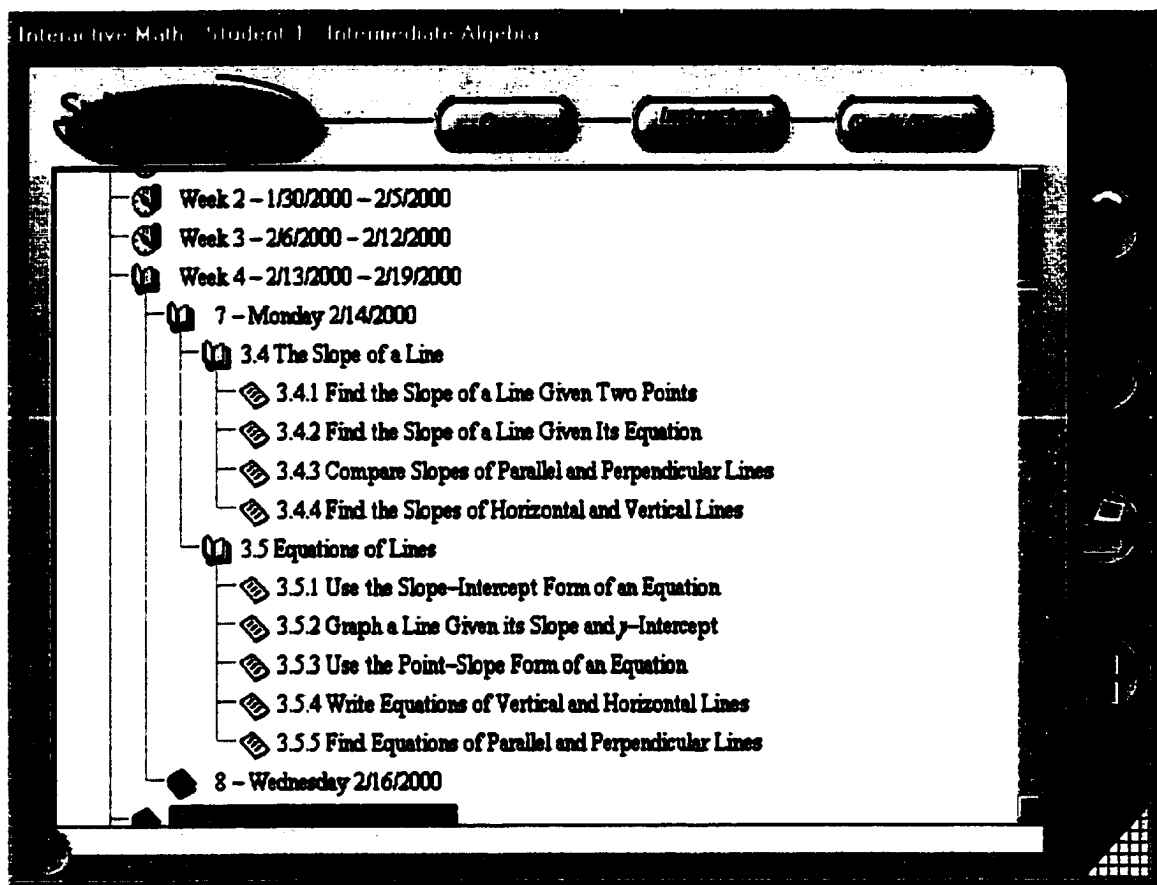 Interactive Math Student 1 Intermediate Algebra
Instructor
Week 2 – 1/30/2000 – 2/5/2000
Week 3 – 2/6/2000 – 2/12/2000
Week 4 – 2/13/2000 – 2/19/2000
7 – Monday 2/14/2000
3.4 The Slope of a Line
3.4.1 Find the Slope of a Line Given Two Points
3.4.2 Find the Slope of a Line Given Its Equation
3.4.3 Compare Slopes of Parallel and Perpendicular Lines
3.4.4 Find the Slopes of Horizontal and Vertical Lines
3.5 Equations of Lines
3.5.1 Use the Slope–Intercept Form of an Equation
3.5.2 Graph a Line Given its Slope and y–Intercept
3.5.3 Use the Point–Slope Form of an Equation
3.5.4 Write Equations of Vertical and Horizontal Lines
3.5.5 Find Equations of Parallel and Perpendicular Lines
8 – Wednesday 2/16/2000